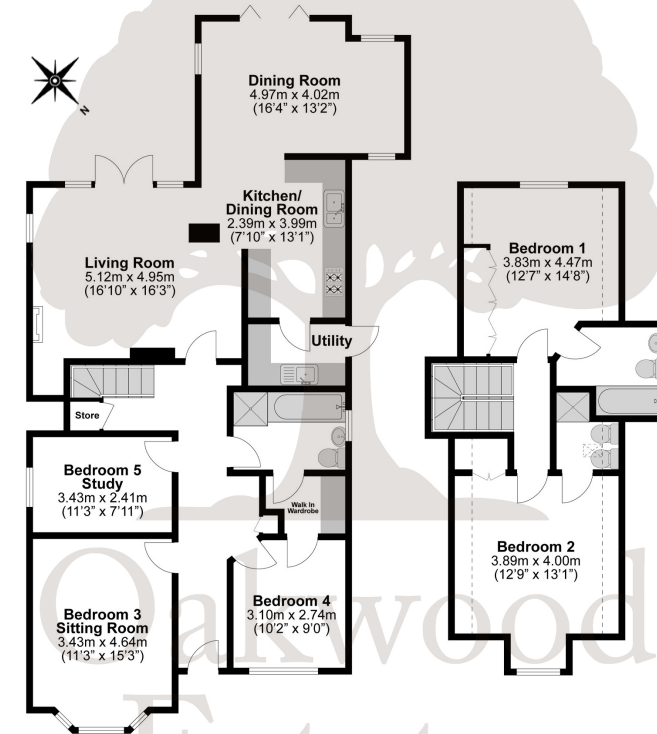 Dining Room
4.97m x 4.02m
(16'4" x 13'2")
N
Kitchen/
Dining Room
2.39m x 3.99m
(7'10" x 13'1")
Living Room
5.12m x 4.95m
(16'10" x 16'3")
Bedroom 1
3.83m x 4.47m
(12'7" x 14'8")
Utility
Store
Bedroom 5
Study
3.43m x 2.41m
(11'3" x 7'11")
Walk In
Wardrobe
Bedroom 2
3.89m x 4.00m
(12'9" x 13'1")
Bedroom 3
Sitting Room
3.43m x 4.64m
(11'3" x 15'3")
Bedroom 4
3.10m x 2.74m
(10'2" x 9'0")
Oakwood
Estates